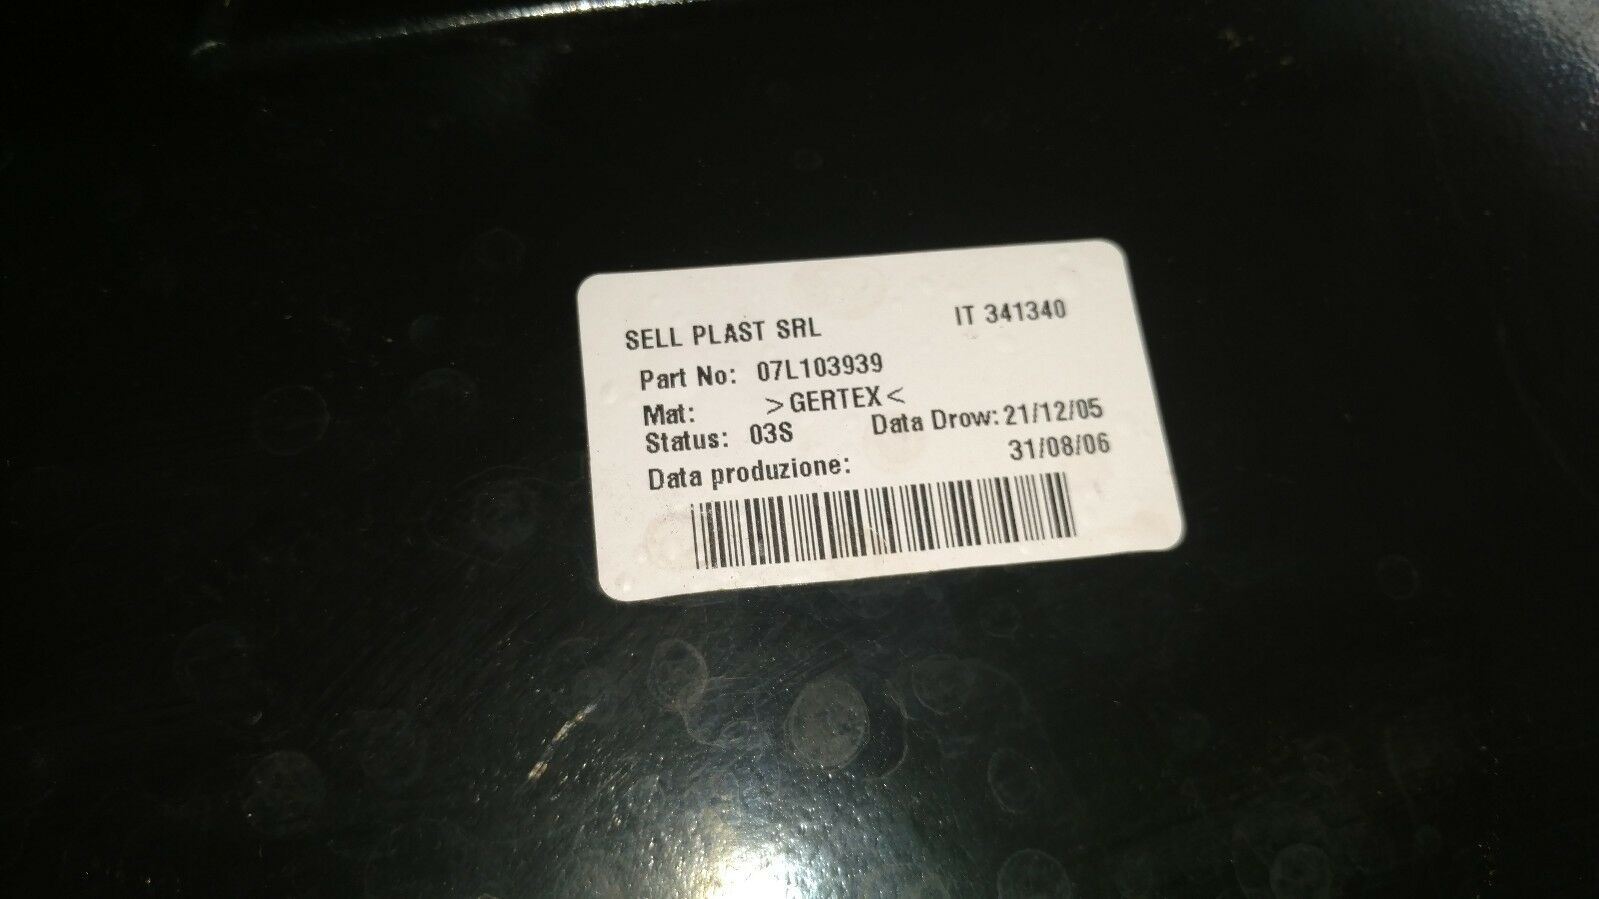 SELL PLAST SRL IT 341340
Part No: 07L103939
Mat: >GERTEX<
Status: 03S Data Drow: 21/12/05
Data produzione: 31/08/06